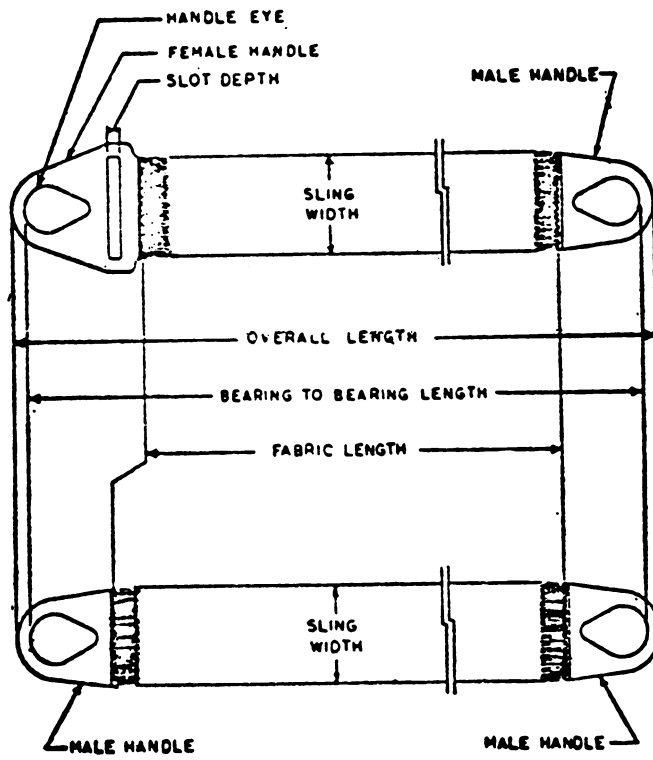 HANDLE EYE
FEMALE HANDLE
SLOT DEPTH
MALE HANDLE
SLING
WIDTH
OVERALL LENGTH
BEARING TO BEARING LENGTH
FABRIC LENGTH
SLING
WIDTH
MALE HANDLE
MALE HANDLE